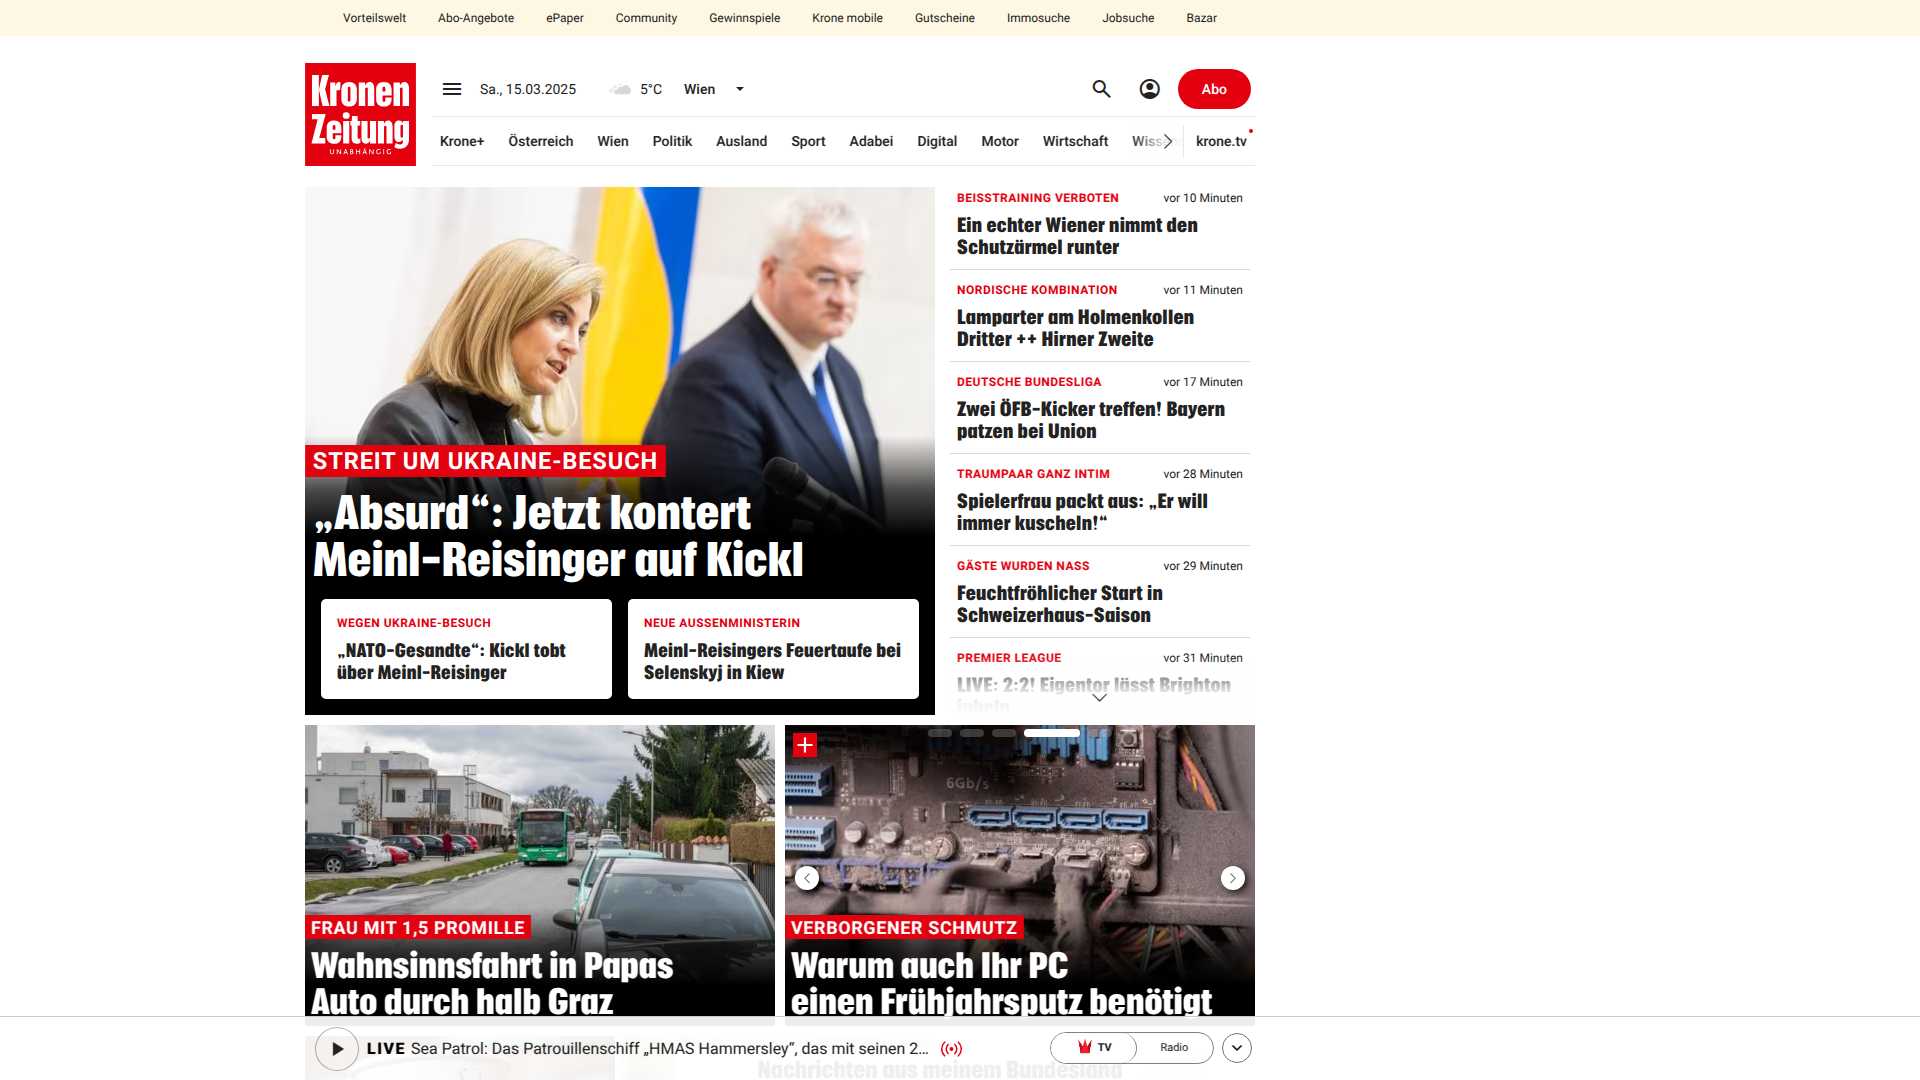 Vorteilswelt Abo-Angebote ePaper Community Gewinnspiele Krone mobile Gutscheine Immosuche Jobsuche Bazar
Kronen
Zeitung
UNABHÄNGIG
Sa., 15.03.2025 5°C Wien
Abo
Krone+ Österreich Wien Politik Ausland Sport Adabei Digital Motor Wirtschaft Wiss krone.tv
STREIT UM UKRAINE-BESUCH
„Absurd“: Jetzt kontert
Meinl-Reisinger auf Kickl
WEGEN UKRAINE-BESUCH
„NATO-Gesandte“: Kickl tobt
über Meinl-Reisinger
NEUE AUSSENMINISTERIN
Meinl-Reisingers Feuertaufe bei
Selenskyj in Kiew
BEISSTRAINING VERBOTEN vor 10 Minuten
Ein echter Wiener nimmt den
Schutzärmel runter
NORDISCHE KOMBINATION vor 11 Minuten
Lamparter am Holmenkollen
Dritter ++ Hirner Zweite
DEUTSCHE BUNDESLIGA vor 17 Minuten
Zwei ÖFB-Kicker treffen! Bayern
patzen bei Union
TRAUMPAAR GANZ INTIM vor 28 Minuten
Spielerfrau packt aus: „Er will
immer kuscheln!“
GÄSTE WURDEN NASS vor 29 Minuten
Feuchtfröhlicher Start in
Schweizerhaus-Saison
PREMIER LEAGUE vor 31 Minuten
LIVE: 2:2! Eigentor lässt Brighton
jubeln
FRAU MIT 1,5 PROMILLE
Wahnsinnsfahrt in Papas
Auto durch halb Graz
6Gb/s
VERBORGENER SCHMUTZ
Warum auch Ihr PC
einen Frühjahrsputz benötigt
LIVE Sea Patrol: Das Patrouillenschiff „HMAS Hammersley“, das mit seinen 2...
TV
Radio
Nachrichten aus meinem Bundesland